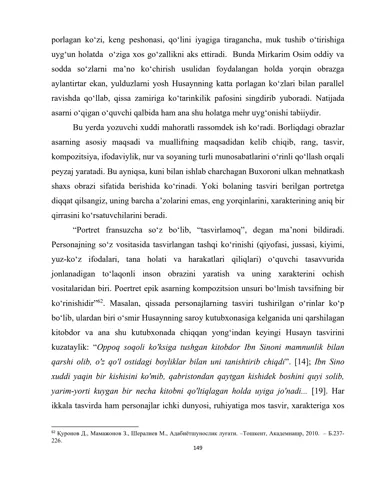 porlagan ko‘zi, keng peshonasi, qo‘lini iyagiga tiragancha, muk tushib o‘tirishiga
uyg‘un holatda o‘ziga xos go‘zallikni aks ettiradi. Bunda Mirkarim Osim oddiy va
sodda so‘zlarni ma’no ko‘chirish usulidan foydalangan holda yorqin obrazga
aylantirtar ekan, yulduzlarni yosh Husaynning katta porlagan ko‘zlari bilan parallel
ravishda qo‘llab, qissa zamiriga ko‘tarinkilik pafosini singdirib yuboradi. Natijada
asarni o‘qigan o‘quvchi qalbida ham ana shu holatga mehr uyg‘onishi tabiiydir.
Bu yerda yozuvchi xuddi mahoratli rassomdek ish ko‘radi. Borliqdagi obrazlar
asarning asosiy maqsadi va muallifning maqsadidan kelib chiqib, rang, tasvir,
kompozitsiya, ifodaviylik, nur va soyaning turli munosabatlarini o‘rinli qo‘llash orqali
peyzaj yaratadi. Bu ayniqsa, kuni bilan ishlab charchagan Buxoroni ulkan mehnatkash
shaxs obrazi sifatida berishida ko‘rinadi. Yoki bolaning tasviri berilgan portretga
diqqat qilsangiz, uning barcha a’zolarini emas, eng yorqinlarini, xarakterining aniq bir
qirrasini ko‘rsatuvchilarini beradi.
“Portret fransuzcha so‘z bo‘lib, “tasvirlamoq”, degan ma’noni bildiradi.
Personajning so‘z vositasida tasvirlangan tashqi ko‘rinishi (qiyofasi, jussasi, kiyimi,
yuz-ko‘z ifodalari, tana holati va harakatlari qiliqlari) o‘quvchi tasavvurida
jonlanadigan to‘laqonli inson obrazini yaratish va uning xarakterini ochish
vositalaridan biri. Poertret epik asarning kompozitsion unsuri bo‘lmish tavsifning bir
ko‘rinishidir”⁶². Masalan, qissada personajlarning tasviri tushirilgan o‘rinlar ko‘p
bo‘lib, ulardan biri o‘smir Husaynning saroy kutubxonasiga kelganida uni qarshilagan
kitobdor va ana shu kutubxonada chiqqan yong‘indan keyingi Husayn tasvirini
kuzataylik: “Oppoq soqoli ko'ksiga tushgan kitobdor Ibn Sinoni mamnunlik bilan
qarshi olib, o'z qo'l ostidagi boyliklar bilan uni tanishtirib chiqdi”. [14]; Ibn Sino
xuddi yaqin bir kishisini ko'mib, qabristondan qaytgan kishidek boshini quyi solib,
yarim-yorti kuygan bir necha kitobni qo'ltiqlagan holda uyiga jo'nadi... [19]. Har
ikkala tasvirda ham personajlar ichki dunyosi, ruhiyatiga mos tasvir, xarakteriga xos
⁶² Қуронов Д., Мамажонов З., Шералиев М., Адабиётшунослик луғати. –Тошкент, Академнашр, 2010. – Б.237-
226.
149